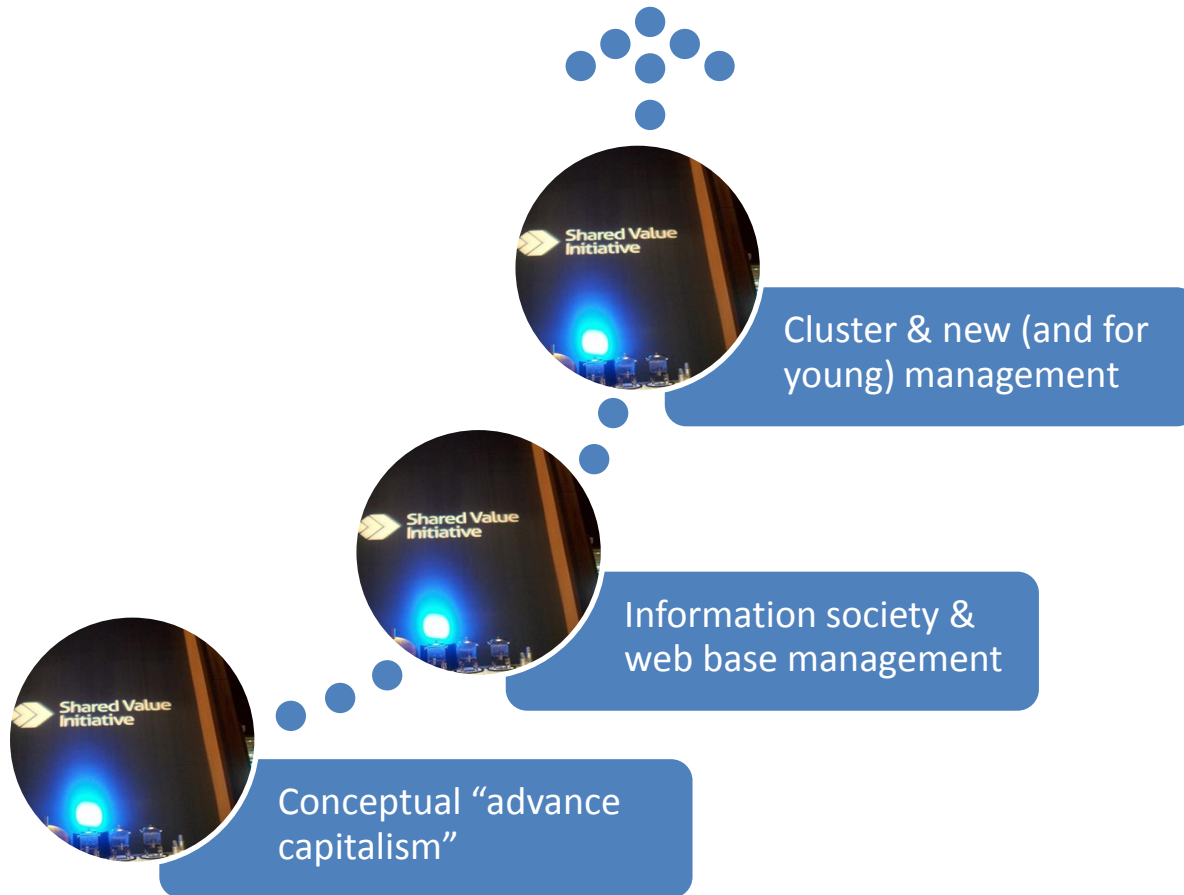 Shared Value
Initiative
Cluster & new (and for
young) management
Shared Value
Initiative
Information society &
web base management
Shared Value
Initiative
Conceptual “advance
capitalism”